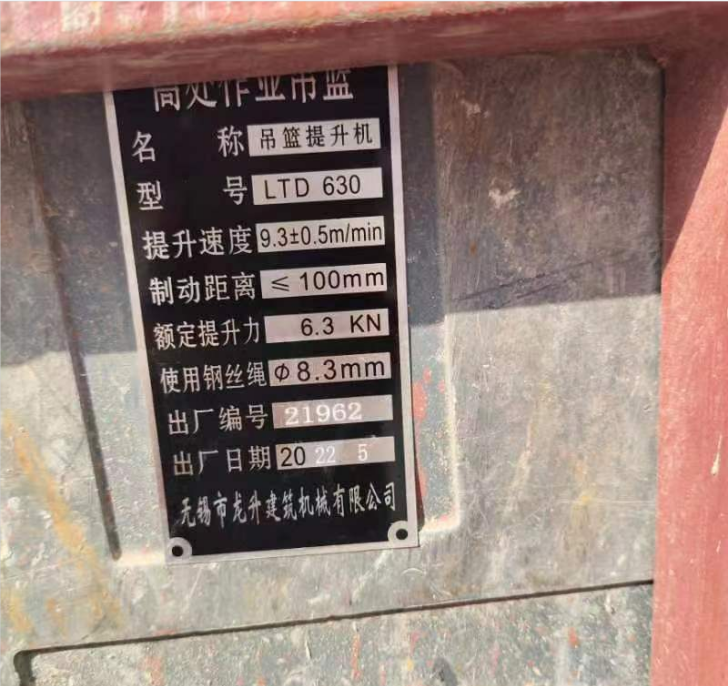 高处作业吊篮
名 称 吊篮提升机
型 号 LTD 630
提升速度 9.3±0.5m/min
制动距离 ≤100mm
额定提升力 6.3 KN
使用钢丝绳 Φ8.3mm
出厂编号 21962
出厂日期 20 22 5
无锡市龙升建筑机械有限公司